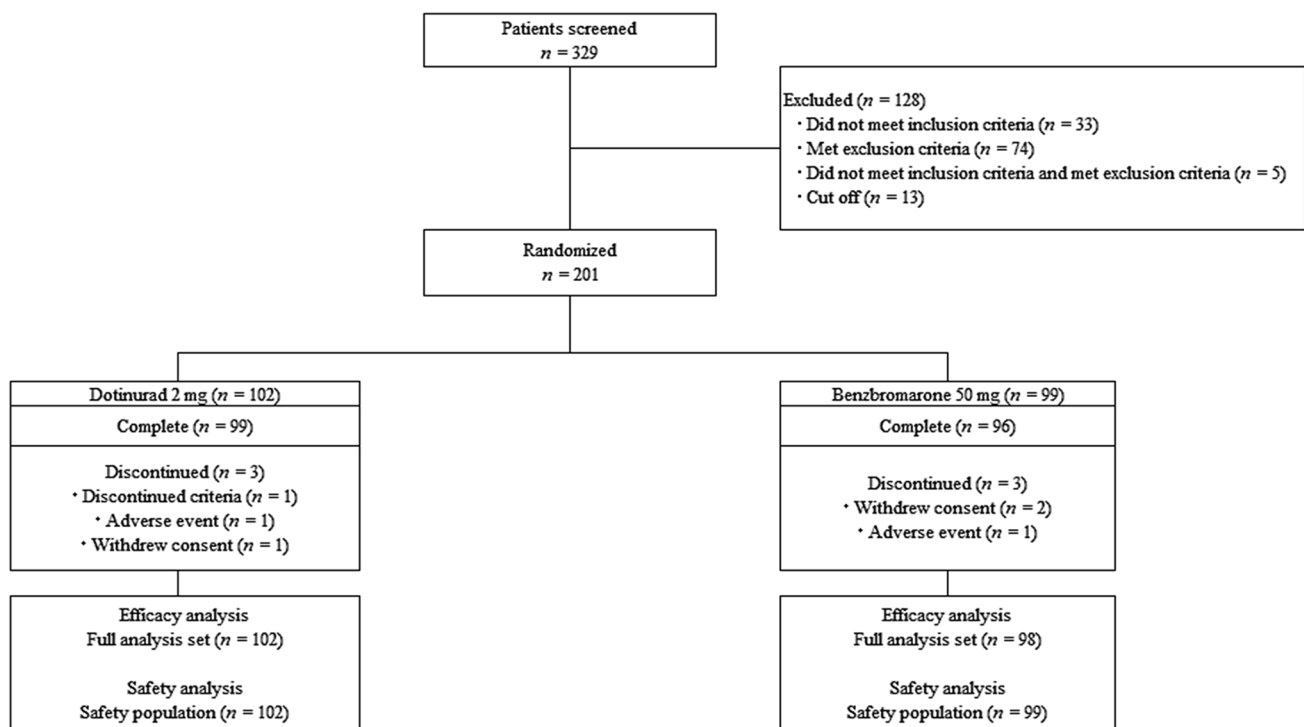 Patients screened
n = 329
Excluded (n = 128)
・Did not meet inclusion criteria (n = 33)
・Met exclusion criteria (n = 74)
・Did not meet inclusion criteria and met exclusion criteria (n = 5)
・Cut off (n = 13)
Randomized
n = 201
Dotinurad 2 mg (n = 102)
Complete (n = 99)
Discontinued (n = 3)
・Discontinued criteria (n = 1)
・Adverse event (n = 1)
・Withdrew consent (n = 1)
Efficacy analysis
Full analysis set (n = 102)
Safety analysis
Safety population (n = 102)
Benzbromarone 50 mg (n = 99)
Complete (n = 96)
Discontinued (n = 3)
・Withdrew consent (n = 2)
・Adverse event (n = 1)
Efficacy analysis
Full analysis set (n = 98)
Safety analysis
Safety population (n = 99)